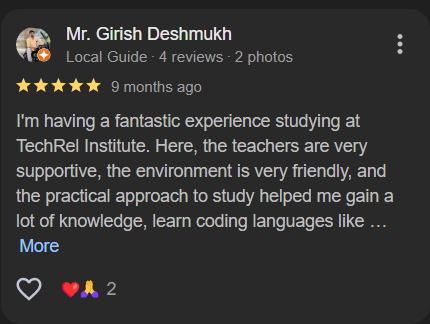 Mr. Girish Deshmukh
Local Guide · 4 reviews · 2 photos
9 months ago
I'm having a fantastic experience studying at
TechRel Institute. Here, the teachers are very
supportive, the environment is very friendly, and
the practical approach to study helped me gain a
lot of knowledge, learn coding languages like …
More
2